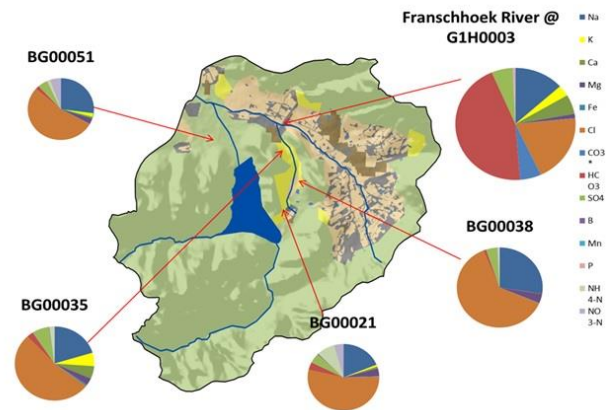 Franschhoek River @
G1H0003
BG00051
BG00038
BG00035
BG00021
Na
K
Ca
Mg
Fe
Cl
CO3
*
HC
O3
SO4
B
Mn
P
NH
4-N
NO
3-N